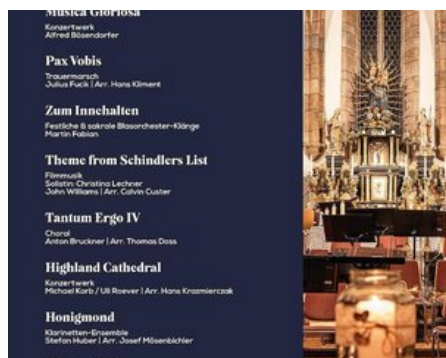 Musica Gloriosa
Konzertwerk
Alfred Bösendorfer
Pax Vobis
Trauermarsch
Julius Fucik | Arr. Hans Kliment
Zum Innehalten
Festliche & sakrale Blasorchester-Klänge
Martin Fabian
Theme from Schindlers List
Filmmusik
Solistin: Christina Lechner
John Williams | Arr. Calvin Custer
Tantum Ergo IV
Choral
Anton Bruckner | Arr. Thomas Doss
Highland Cathedral
Konzertwerk
Michael Korb / Uli Roever | Arr. Hans Krazmierczak
Honigmond
Klarinetten-Ensemble
Stefan Huber | Arr. Josef Mösenbichler